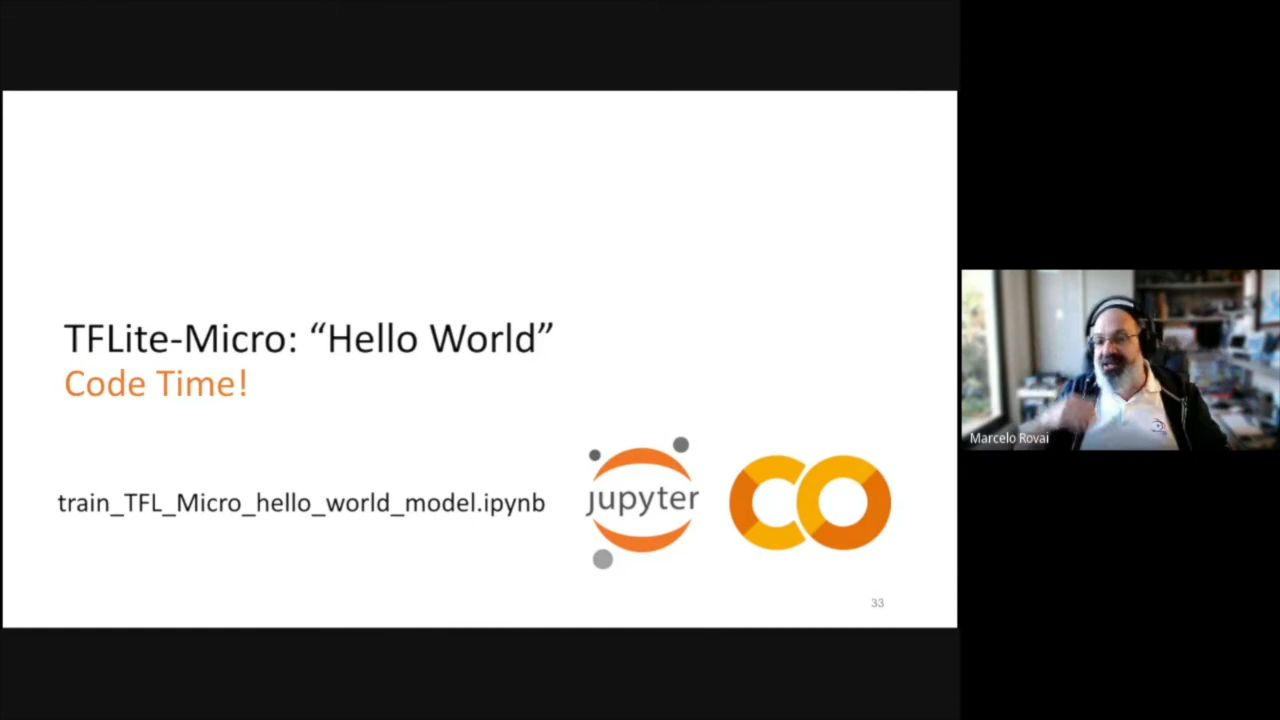 TFLite-Micro: “Hello World”
Code Time!
train_TFL_Micro_hello_world_model.ipynb
jupyter
CO
33
Marcelo Rovai